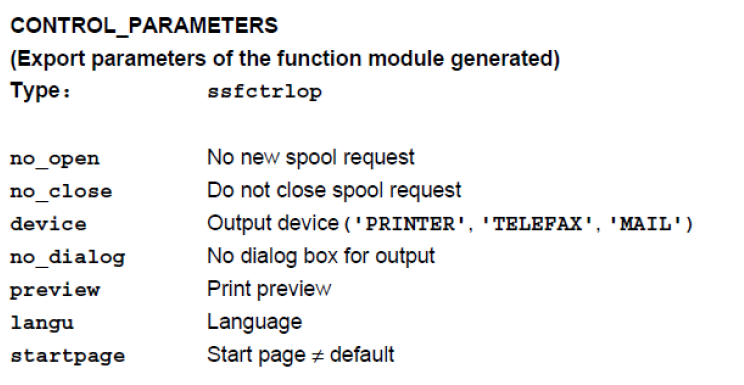 CONTROL_PARAMETERS
(Export parameters of the function module generated)
Type: ssfctrlop
no_open No new spool request
no_close Do not close spool request
device Output device ('PRINTER', 'TELEFAX', 'MAIL')
no_dialog No dialog box for output
preview Print preview
langu Language
startpage Start page ≠ default